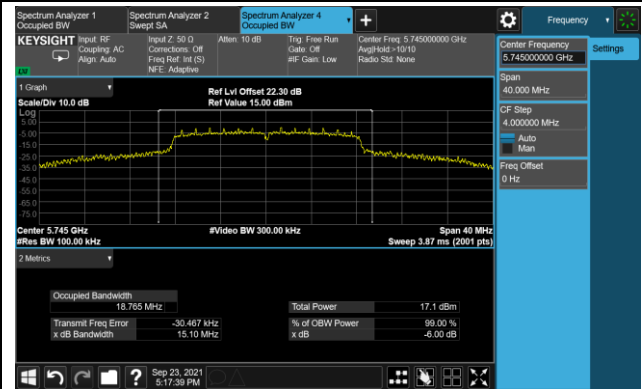 Spectrum Analyzer 1
Occupied BW
Spectrum Analyzer 2
Swept SA
Spectrum Analyzer 4
Occupied BW
Frequency
KEYSIGHT
Input: RF
Coupling: AC
Align: Auto
Input Z: 50 Ω
Corrections: Off
Freq Ref: Int (S)
NFE: Adaptive
Atten: 10 dB
Trig: Free Run
Gate: Off
#IF Gain: Low
Center Freq: 5.745000000 GHz
Avg|Hold:>10/10
Radio Std: None
LXI
1 Graph
Scale/Div 10.0 dB
Ref Lvl Offset 22.30 dB
Ref Value 15.00 dBm
Log
5.00
-5.00
-15.0
-25.0
-35.0
-45.0
-55.0
-65.0
-75.0
Center 5.745 GHz
#Res BW 100.00 kHz
#Video BW 300.00 kHz
Span 40 MHz
Sweep 3.87 ms (2001 pts)
2 Metrics
Occupied Bandwidth
18.765 MHz
Transmit Freq Error -30.467 kHz
x dB Bandwidth 15.10 MHz
Total Power 17.1 dBm
% of OBW Power 99.00 %
x dB -6.00 dB
Sep 23, 2021
5:17:39 PM
Center Frequency
5.745000000 GHz
Settings
Span
40.000 MHz
CF Step
4.000000 MHz
Auto
Man
Freq Offset
0 Hz